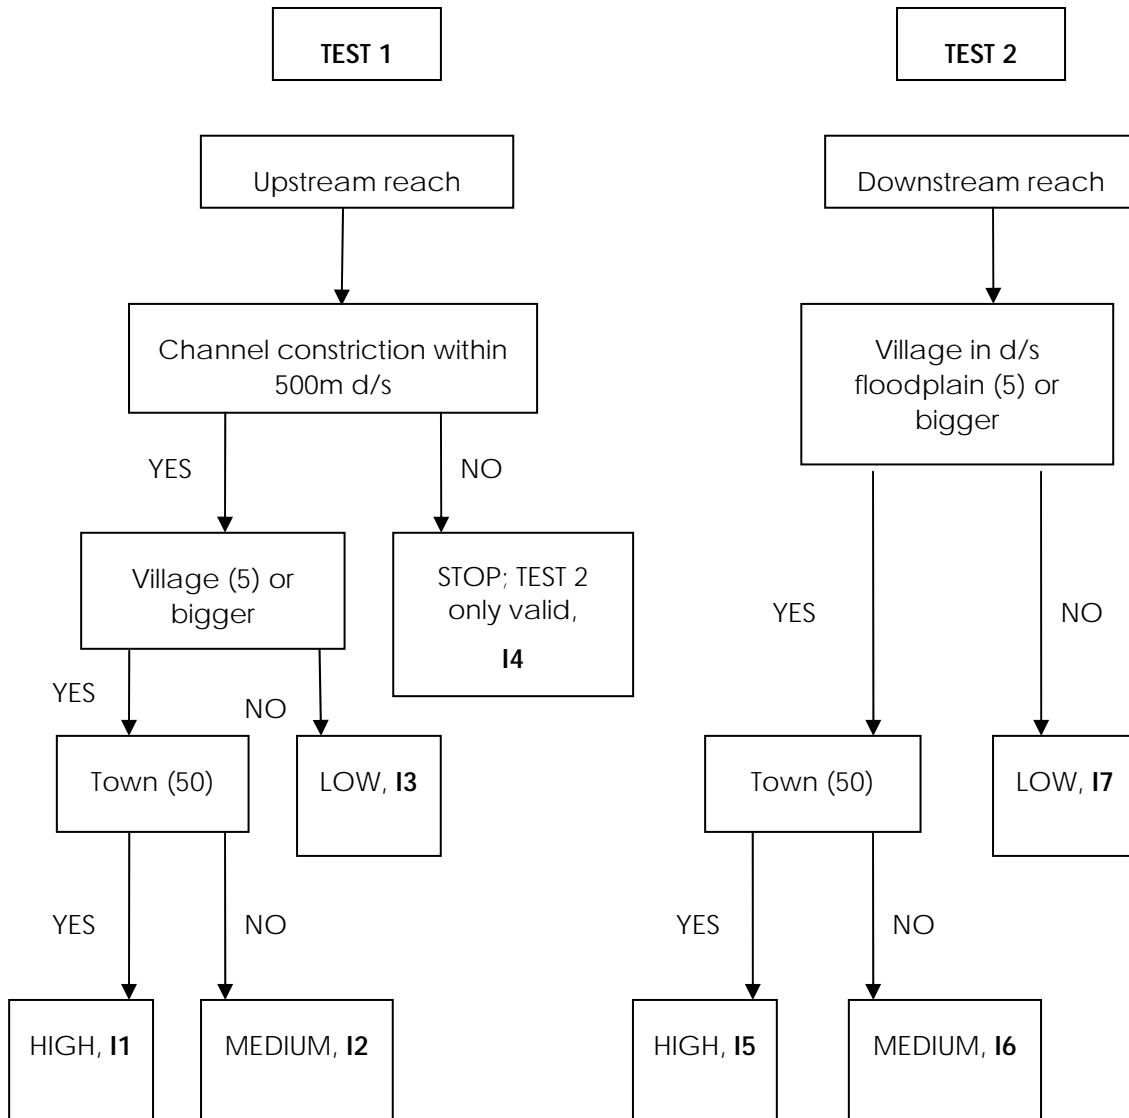 TEST 1
TEST 2
Upstream reach
Downstream reach
Channel constriction within
500m d/s
Village in d/s
floodplain (5) or
bigger
YES
NO
Village (5) or
bigger
STOP; TEST 2
only valid,
I4
YES
NO
YES
NO
Town (50)
LOW, I3
Town (50)
LOW, I7
YES
NO
YES
NO
HIGH, I1
MEDIUM, I2
HIGH, I5
MEDIUM, I6